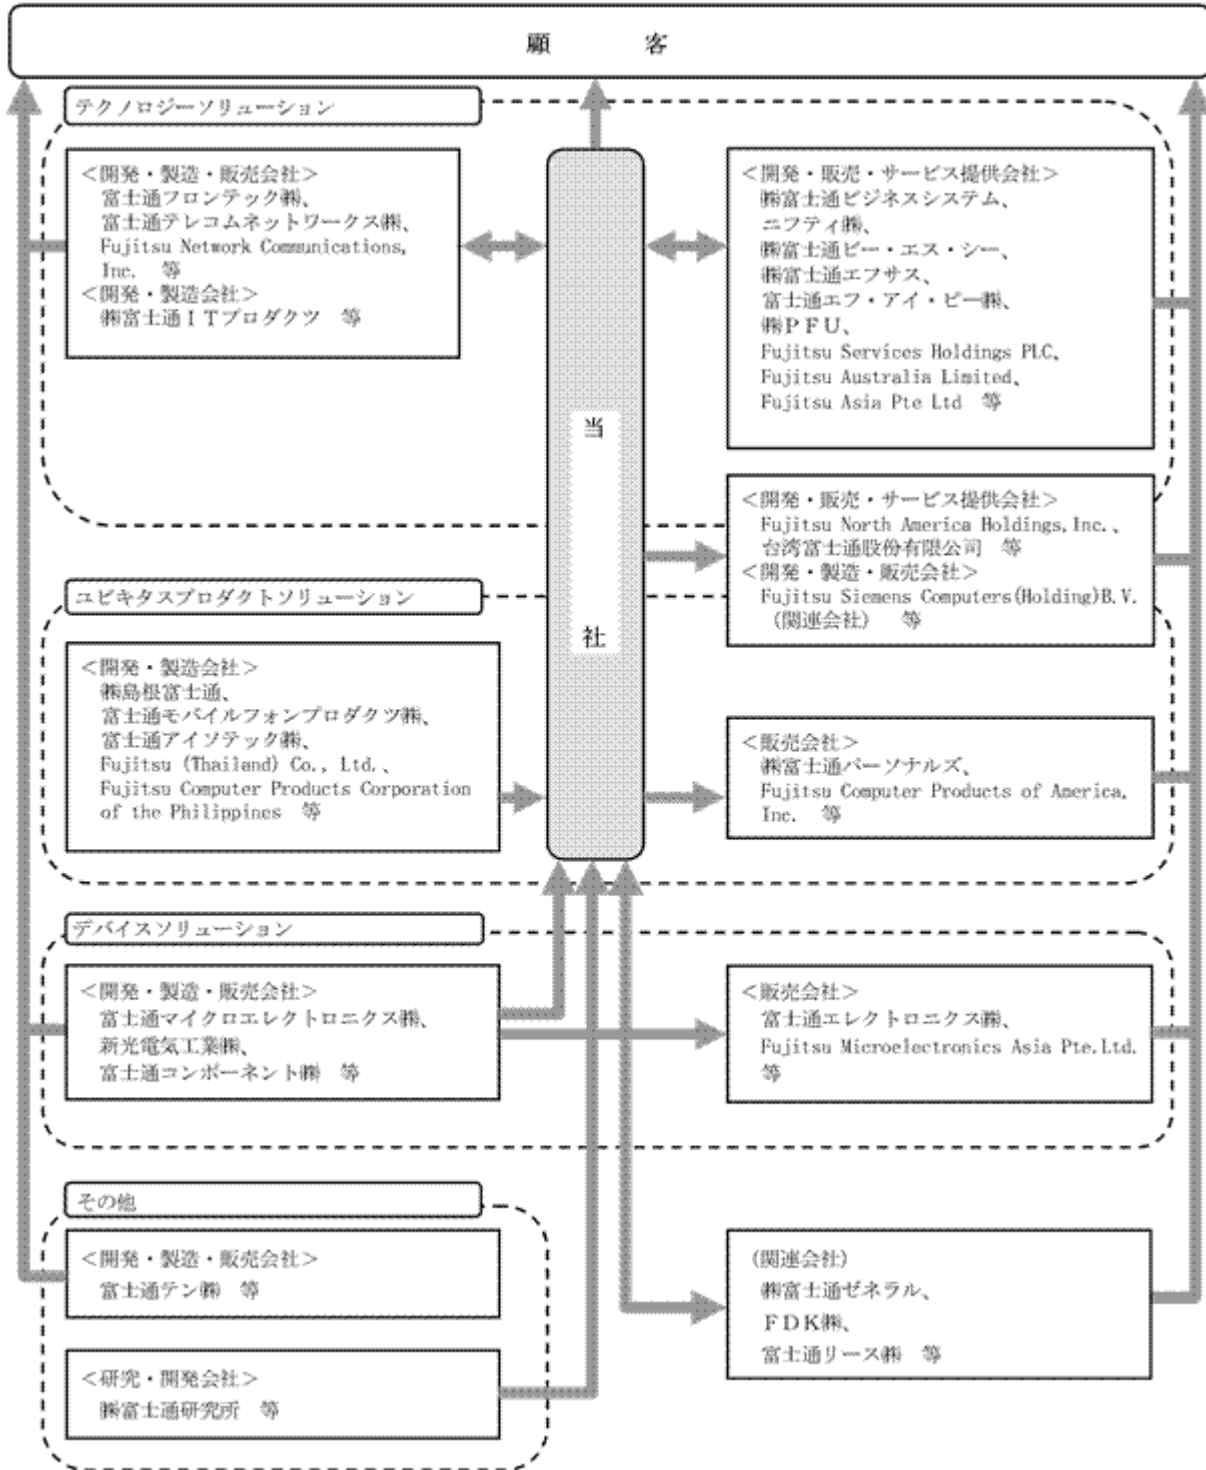 顧 客
テクノロジーソリューション
＜開発・製造・販売会社＞
富士通フロンテック㈱、
富士通テレコムネットワークス㈱、
Fujitsu Network Communications,
Inc. 等
＜開発・製造会社＞
㈱富士通ＩＴプロダクツ 等
＜開発・販売・サービス提供会社＞
㈱富士通ビジネスシステム、
ニフティ㈱、
㈱富士通ビー・エス・シー、
㈱富士通エフサス、
富士通エフ・アイ・ピー㈱、
㈱ＰＦＵ、
Fujitsu Services Holdings PLC、
Fujitsu Australia Limited、
Fujitsu Asia Pte Ltd 等
当
社
＜開発・販売・サービス提供会社＞
Fujitsu North America Holdings,Inc.、
台湾富士通股份有限公司 等
＜開発・製造・販売会社＞
Fujitsu Siemens Computers(Holding)B.V.
(関連会社) 等
ユビキタスプロダクトソリューション
＜開発・製造会社＞
㈱島根富士通、
富士通モバイルフォンプロダクツ㈱、
富士通アイソテック㈱、
Fujitsu (Thailand) Co., Ltd.、
Fujitsu Computer Products Corporation
of the Philippines 等
＜販売会社＞
㈱富士通パーソナルズ、
Fujitsu Computer Products of America,
Inc. 等
デバイスソリューション
＜開発・製造・販売会社＞
富士通マイクロエレクトロニクス㈱、
新光電気工業㈱、
富士通コンポーネント㈱ 等
＜販売会社＞
富士通エレクトロニクス㈱、
Fujitsu Microelectronics Asia Pte.Ltd.
等
その他
＜開発・製造・販売会社＞
富士通テン㈱ 等
＜研究・開発会社＞
㈱富士通研究所 等
(関連会社)
㈱富士通ゼネラル、
ＦＤＫ㈱、
富士通リース㈱ 等